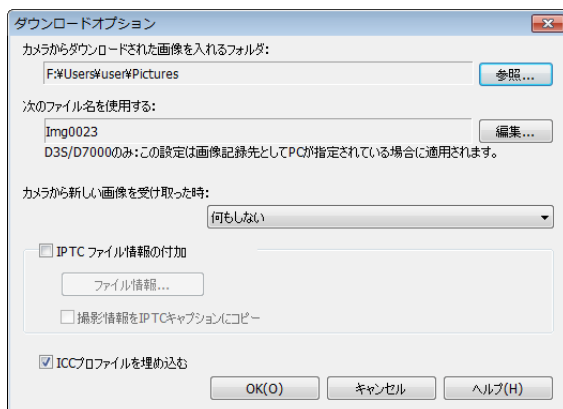 ダウンロードオプション
カメラからダウンロードされた画像を入れるフォルダ:
F:¥Users¥user¥Pictures
参照...
次のファイル名を使用する:
Img0023
編集...
D3S/D7000のみ:この設定は画像記録先としてPCが指定されている場合に適用されます。
カメラから新しい画像を受け取った時:
何もしない
IPTC ファイル情報の付加
ファイル情報...
撮影情報をIPTCキャプションにコピー
ICCプロファイルを埋め込む
OK(O)
キャンセル
ヘルプ(H)